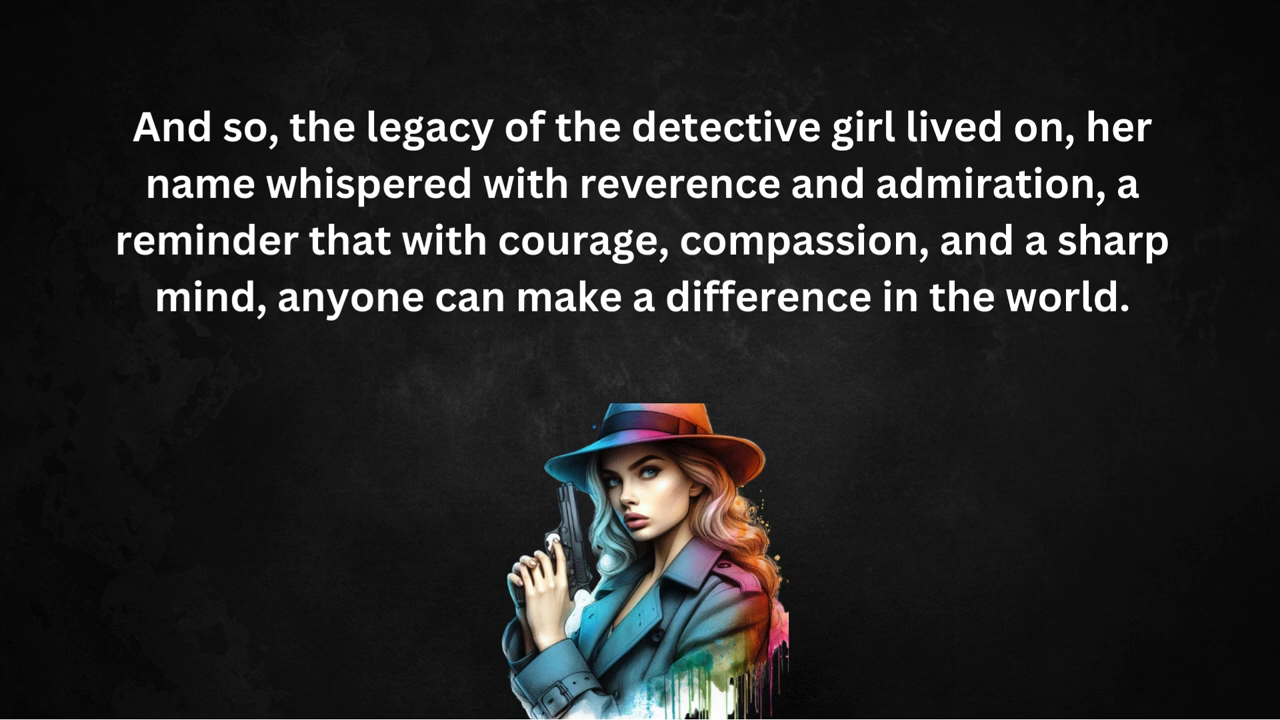 And so, the legacy of the detective girl lived on, her
name whispered with reverence and admiration, a
reminder that with courage, compassion, and a sharp
mind, anyone can make a difference in the world.